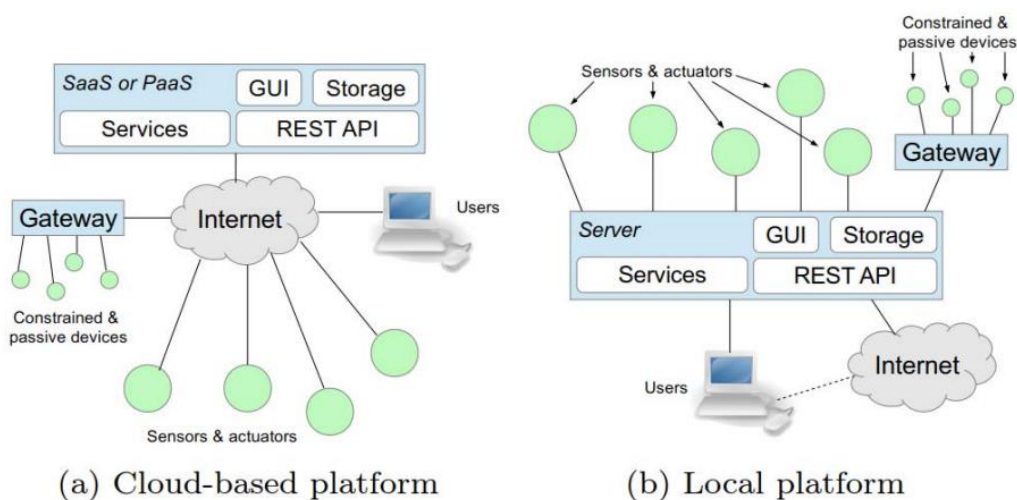 SaaS or PaaS
GUI
Storage
Services
REST API
Gateway
Internet
Users
Constrained &
passive devices
Sensors & actuators
(a) Cloud-based platform
Constrained &
passive devices
Sensors & actuators
Gateway
Server
GUI
Storage
Services
REST API
Users
Internet
(b) Local platform